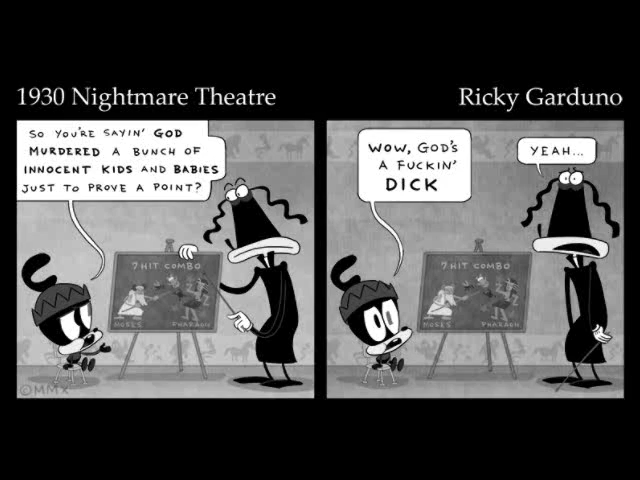 1930 Nightmare Theatre
Ricky Garduno
SO YOU'RE SAYIN' GOD
MURDERED A BUNCH OF
INNOCENT KIDS AND BABIES
JUST TO PROVE A POINT?
7 HIT COMBO
MOSES PHARAOH
©MMX
WOW, GOD'S
A FUCKIN'
DICK
YEAH...
7 HIT COMBO
MOSES PHARAOH